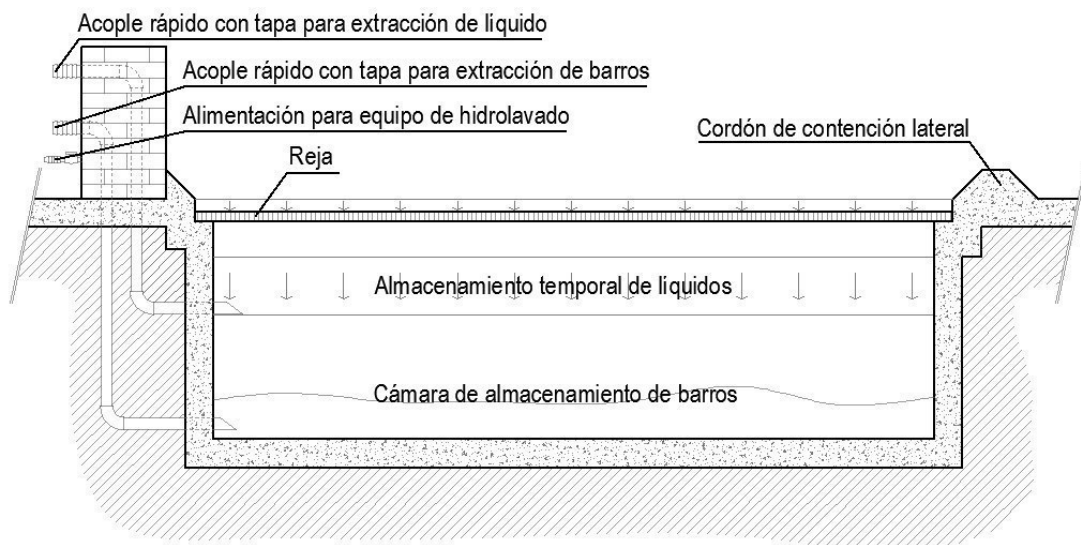 Acople rápido con tapa para extracción de líquido
Acople rápido con tapa para extracción de barros
Alimentación para equipo de hidrolavado
Cordón de contención lateral
Reja
Almacenamiento temporal de líquidos
Cámara de almacenamiento de barros